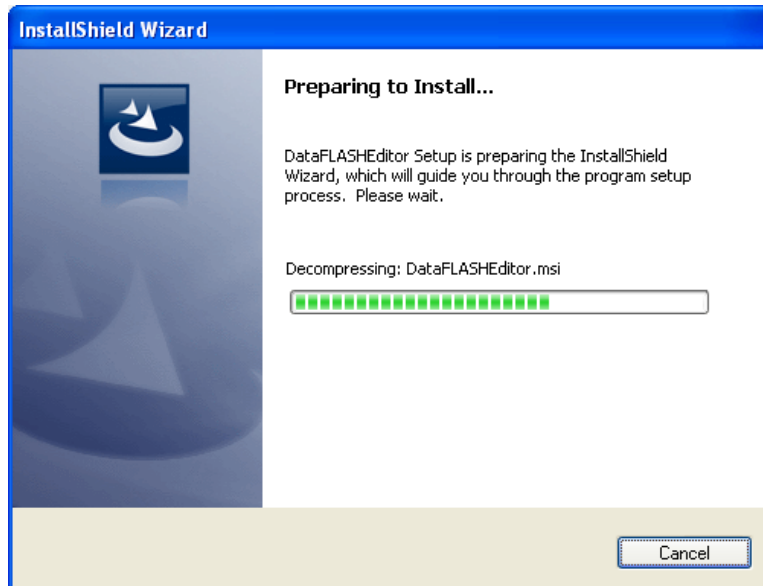 InstallShield Wizard
Preparing to Install...
DataFLASHEditor Setup is preparing the InstallShield
Wizard, which will guide you through the program setup
process. Please wait.
Decompressing: DataFLASHEditor.msi
Cancel